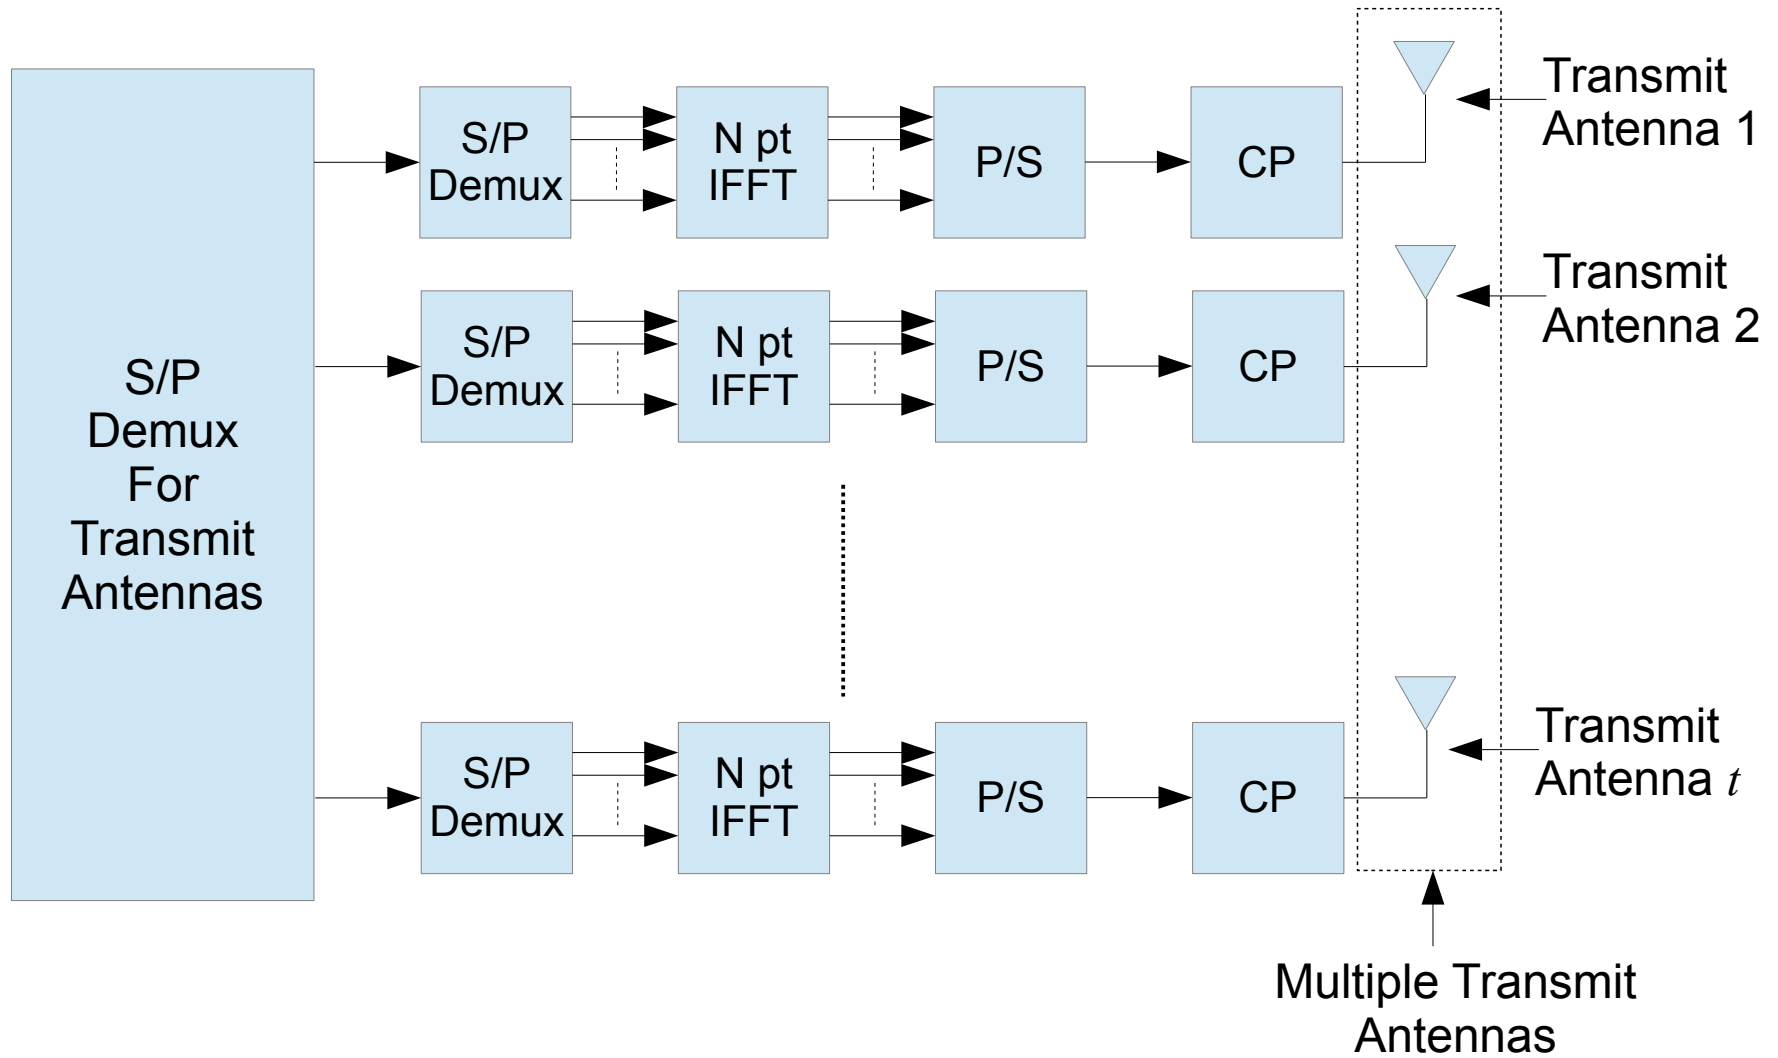 S/P
Demux
For
Transmit
Antennas
S/P
Demux
N pt
IFFT
P/S
CP
Transmit
Antenna 1
S/P
Demux
N pt
IFFT
P/S
CP
Transmit
Antenna 2
S/P
Demux
N pt
IFFT
P/S
CP
Transmit
Antenna t
Multiple Transmit
Antennas